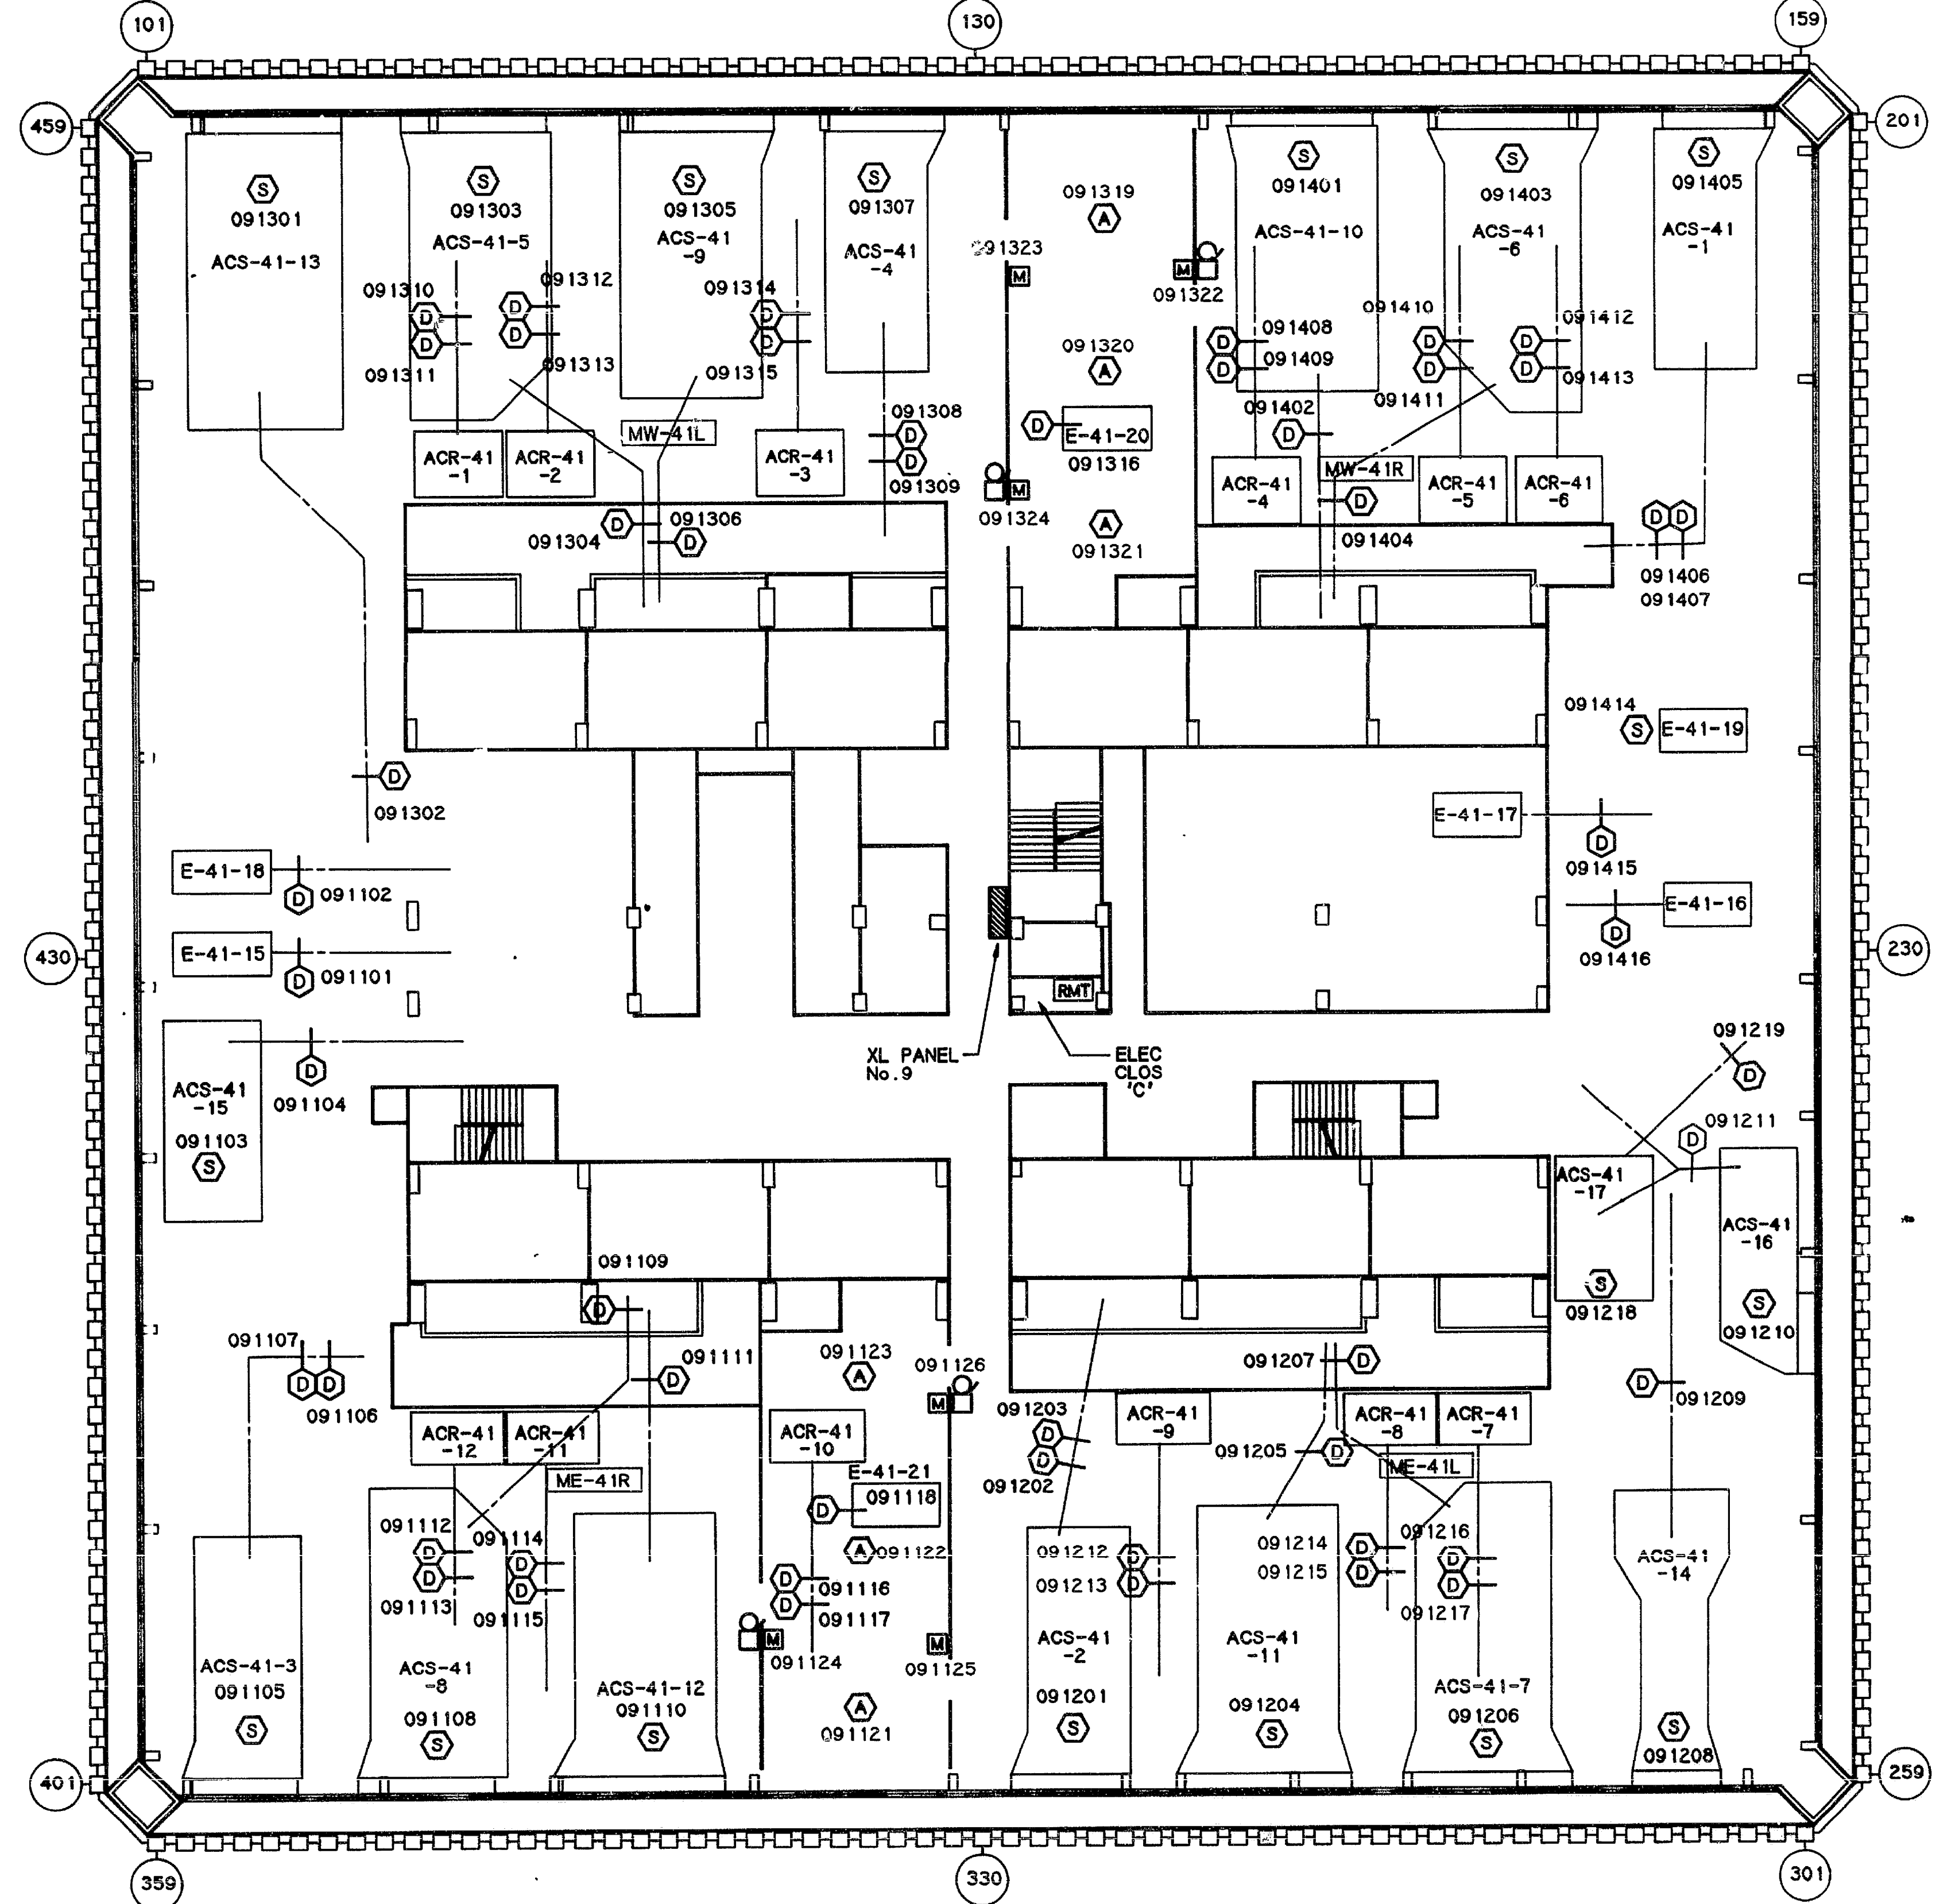 101
130
159
459
201
S
091301
ACS-41-13
S
091303
ACS-41-5
S
091305
ACS-41
-9
S
091307
ACS-41
-4
091319
A
091323
M
M
091322
S
091401
ACS-41-10
S
091403
ACS-41
-6
S
091405
ACS-41
-1
091310
D
D
091311
091312
D
D
091313
091314
D
D
091315
091320
A
091408
D
D
091409
091410
D
D
091411
091412
D
D
091413
091402
D
ACR-41
-1
ACR-41
-2
MW-41L
ACR-41
-3
091308
D
D
091309
D
E-41-20
091316
M
091324
A
091321
ACR-41
-4
MW-41R
D
091404
ACR-41
-5
ACR-41
-6
D D
091406
091407
091304
D
091306
D
091414
S
E-41-19
D
091302
E-41-17
D
091415
E-41-18
D
091102
E-41-16
D
091416
430
E-41-15
D
091101
230
RMT
XL PANEL
No.9
ELEC
CLOS
'C'
D
091104
ACS-41
-15
091103
S
091219
D
091211
D
ACS-41
-17
S
091218
ACS-41
-16
S
091210
091109
D
091107
D D
091106
091111
D
091123
A
091126
M
091207
D
D
091209
ACR-41
-12
ACR-41
-11
ME-41R
ACR-41
-10
E-41-21
D
091118
091203
D
D
091202
ACR-41
-9
091205
D
ACR-41
-8
ACR-41
-7
ME-41L
091112
D
D
091113
091114
D
D
091115
A
091122
D
091116
D
091117
091212
D
091213
D
091214
D
091215
D
091216
D
D
091217
ACS-41
-14
M
091124
M
091125
ACS-41-3
091105
S
ACS-41
-8
091108
S
ACS-41-12
091110
S
A
091121
ACS-41
-2
091201
S
ACS-41
-11
091204
S
ACS-41-7
091206
S
S
091208
401
259
359
330
301